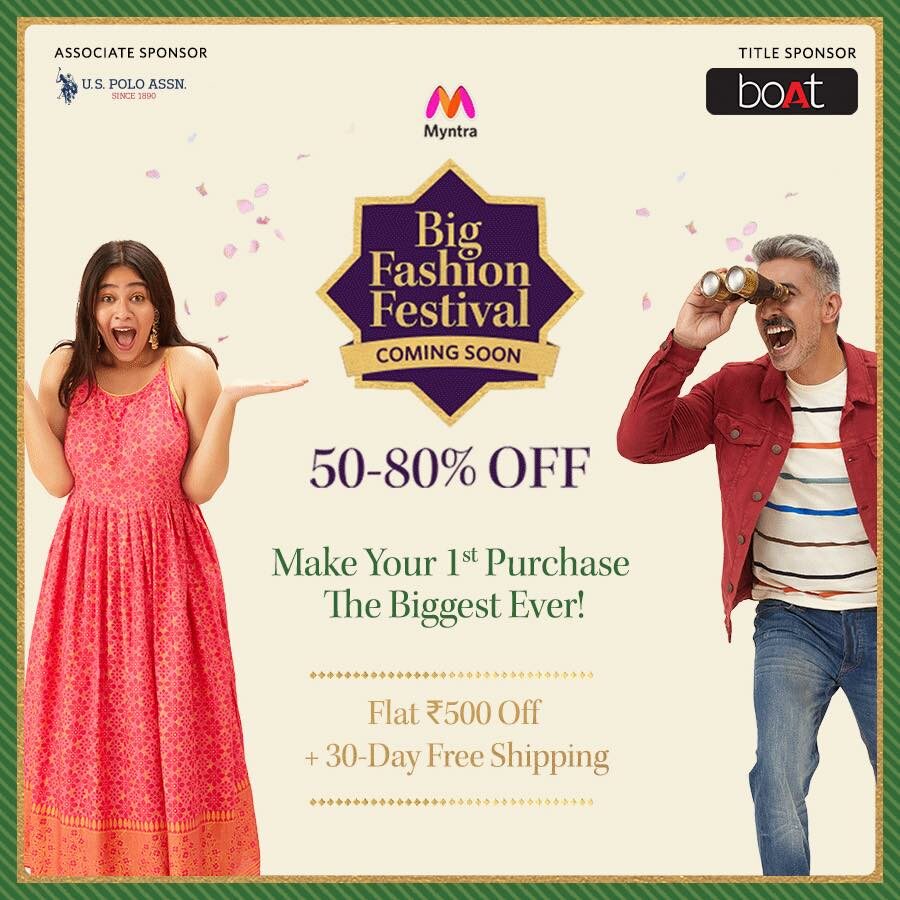 ASSOCIATE SPONSOR
U.S. POLO ASSN.
SINCE 1890
TITLE SPONSOR
boAt
Myntra
Big
Fashion
Festival
COMING SOON
50-80% OFF
Make Your 1st Purchase
The Biggest Ever!
Flat ₹500 Off
+ 30-Day Free Shipping